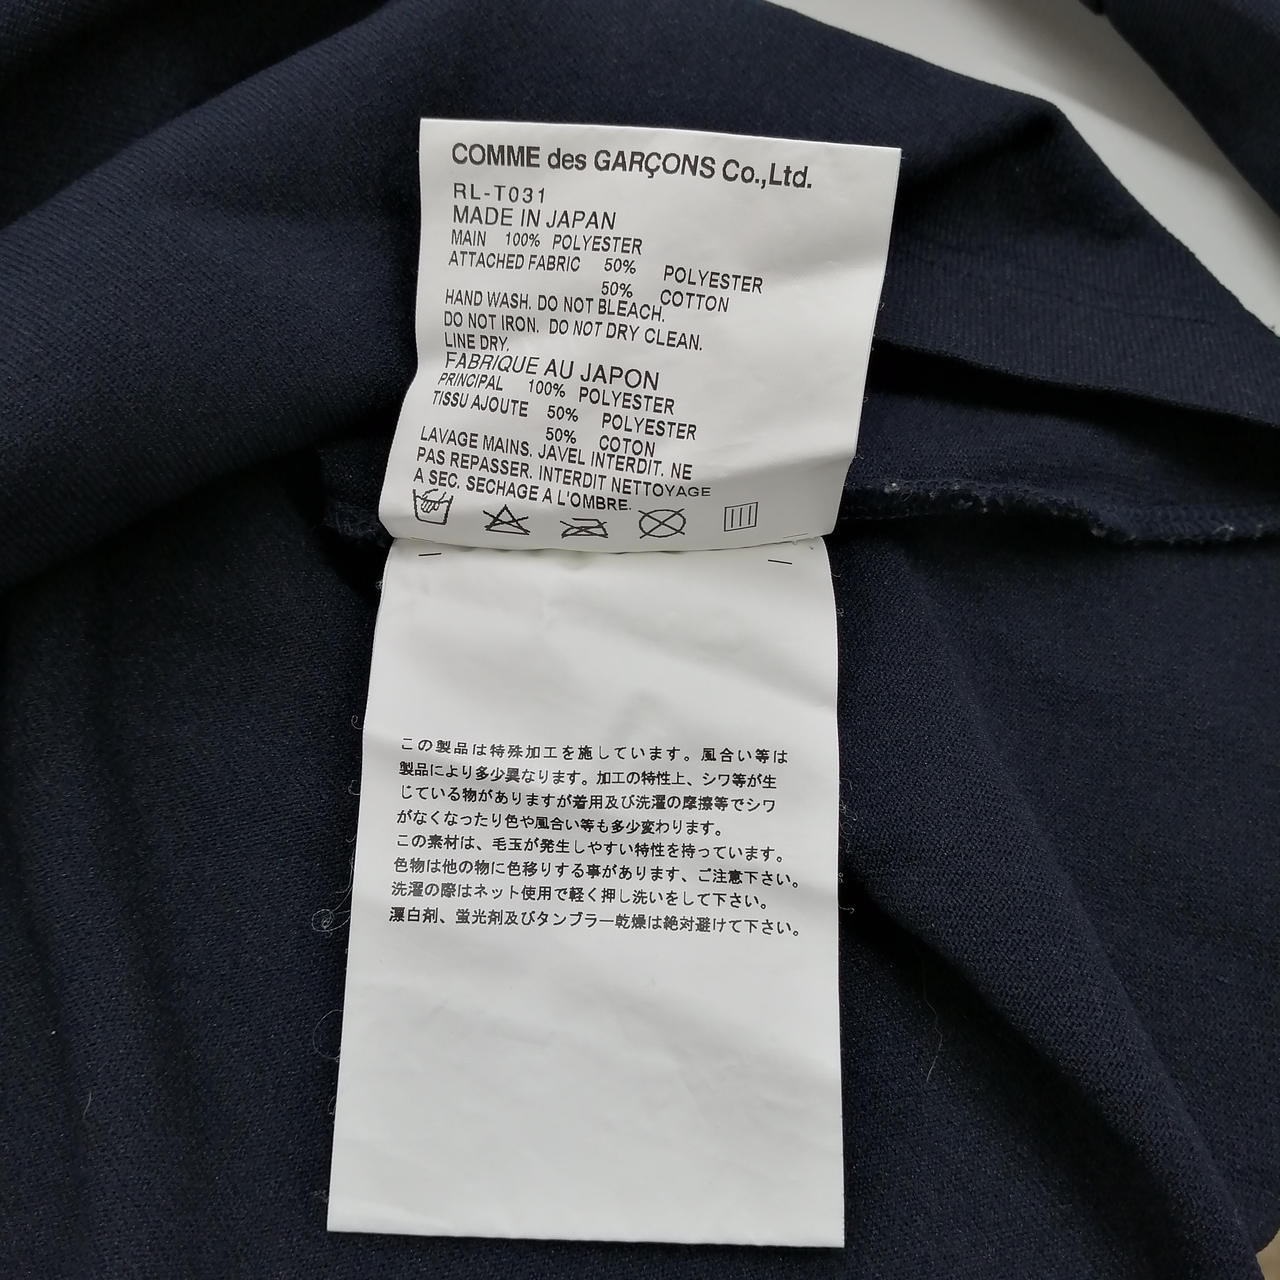 COMME des GARÇONS Co.,Ltd.
RL-T031
MADE IN JAPAN
MAIN 100% POLYESTER
ATTACHED FABRIC 50% POLYESTER
50% COTTON
HAND WASH. DO NOT BLEACH.
DO NOT IRON. DO NOT DRY CLEAN.
LINE DRY.
FABRIQUE AU JAPON
PRINCIPAL 100% POLYESTER
TISSU AJOUTE 50% POLYESTER
50% COTON
LAVAGE MAINS. JAVEL INTERDIT. NE
PAS REPASSER. INTERDIT NETTOYAGE
A SEC. SECHAGE A L'OMBRE.
この製品は特殊加工を施しています。風合い等は
製品により多少異なります。加工の特性上、シワ等が生
じている物がありますが着用及び洗濯の摩擦等でシワ
がなくなったり色や風合い等も多少変わります。
この素材は、毛玉が発生しやすい特性を持っています。
色物は他の物に色移りする事があります、ご注意下さい。
洗濯の際はネット使用で軽く押し洗いをして下さい。
漂白剤、蛍光剤及びタンブラー乾燥は絶対避けて下さい。